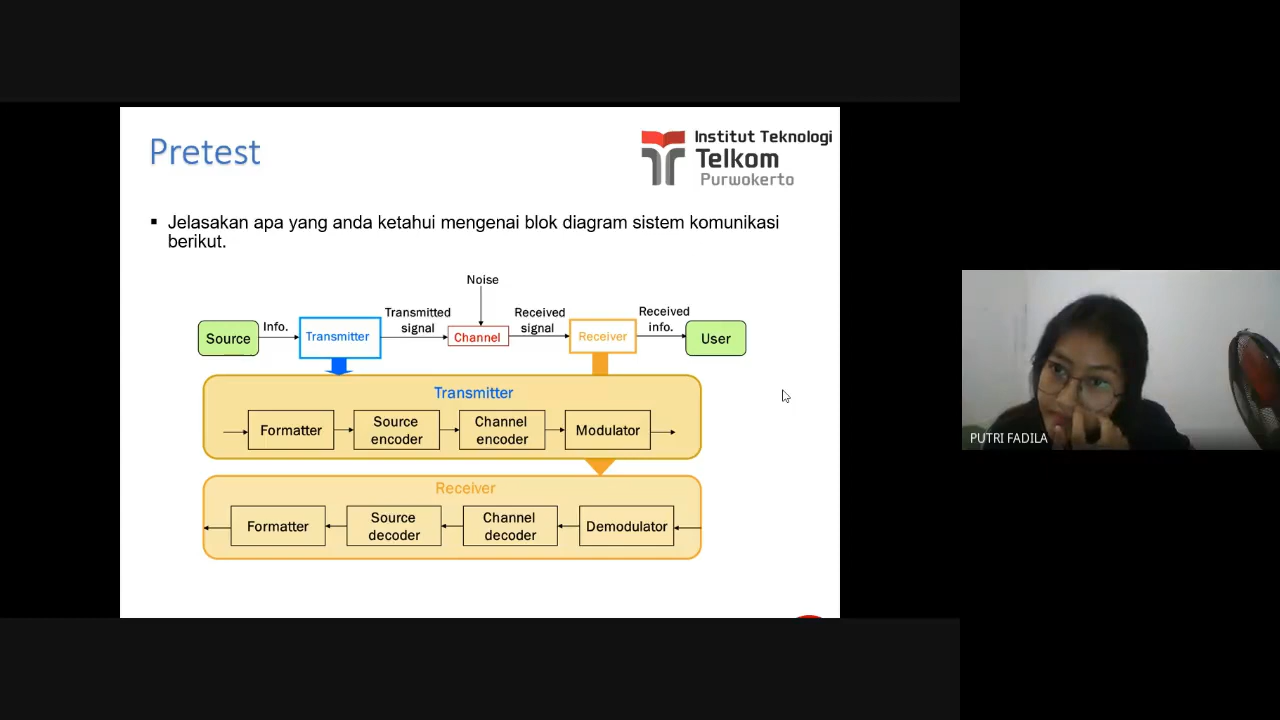 Pretest
Institut Teknologi
Telkom
Purwokerto
▪ Jelasakan apa yang anda ketahui mengenai blok diagram sistem komunikasi
berikut.
Noise
Source
Info.
Transmitter
Transmitted
signal
Channel
Received
signal
Receiver
Received
info.
User
Transmitter
Formatter
Source
encoder
Channel
encoder
Modulator
Receiver
Formatter
Source
decoder
Channel
decoder
Demodulator
PUTRI FADILA